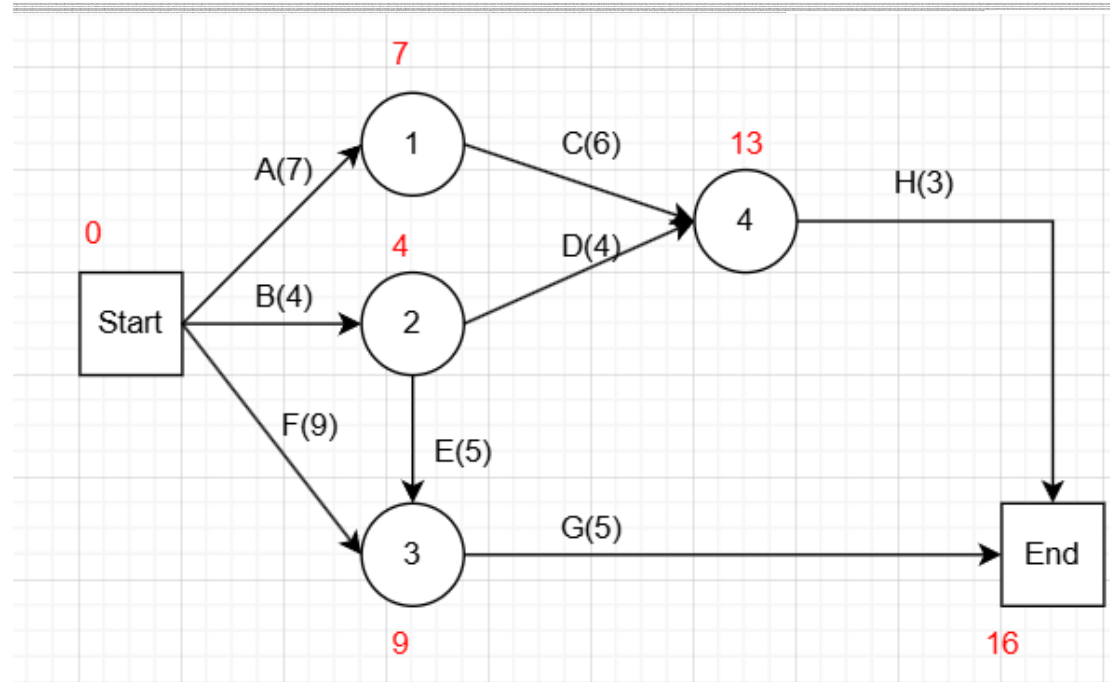 7
1
C(6)
13
A(7)
H(3)
0
4
D(4)
4
B(4)
Start
2
F(9)
E(5)
G(5)
3
End
9
16